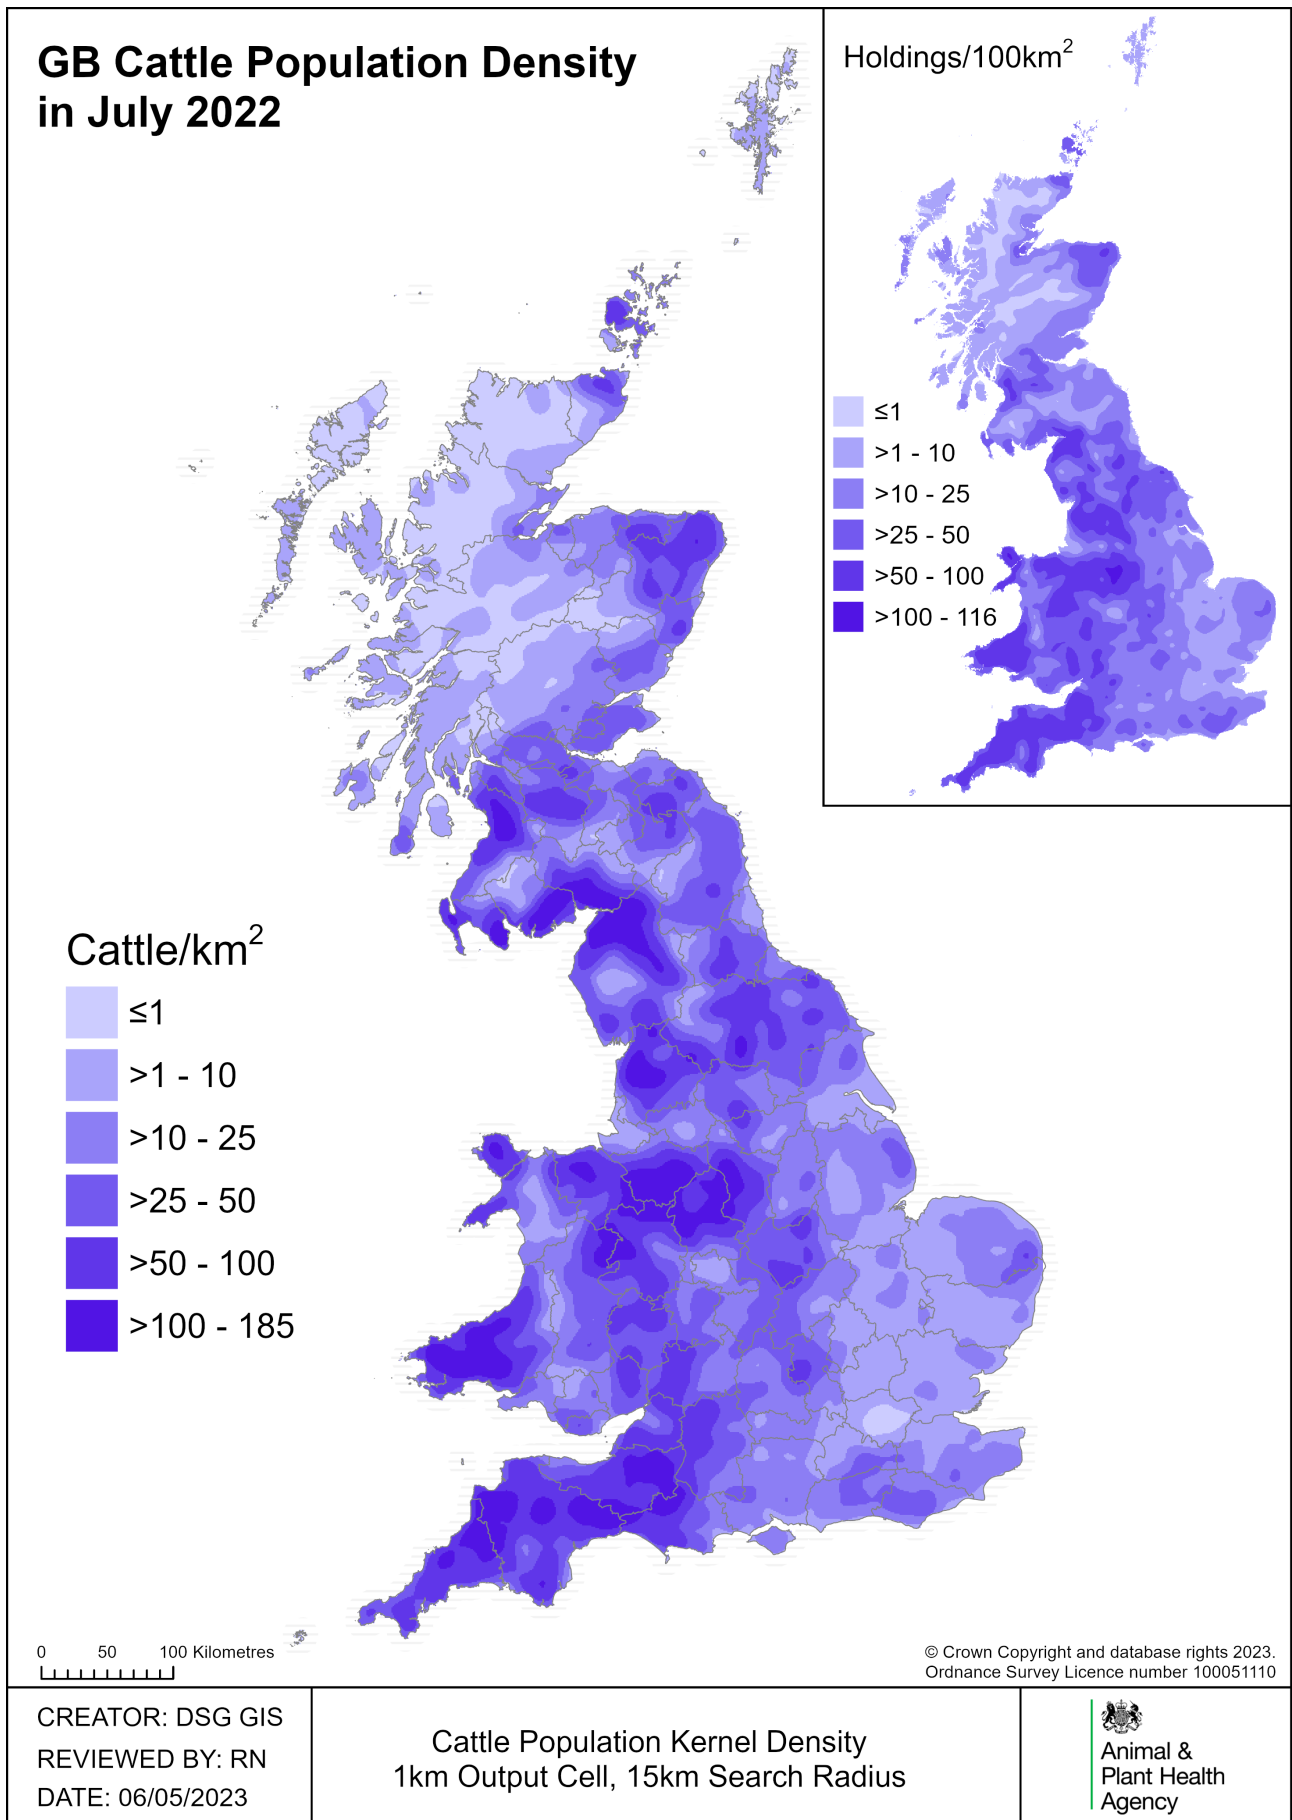 GB Cattle Population Density
in July 2022
Holdings/100km²
≤1
>1 - 10
>10 - 25
>25 - 50
>50 - 100
>100 - 116
Cattle/km²
≤1
>1 - 10
>10 - 25
>25 - 50
>50 - 100
>100 - 185
0 50 100 Kilometres
© Crown Copyright and database rights 2023.
Ordnance Survey Licence number 100051110
CREATOR: DSG GIS
REVIEWED BY: RN
DATE: 06/05/2023
Cattle Population Kernel Density
1km Output Cell, 15km Search Radius
Animal &
Plant Health
Agency